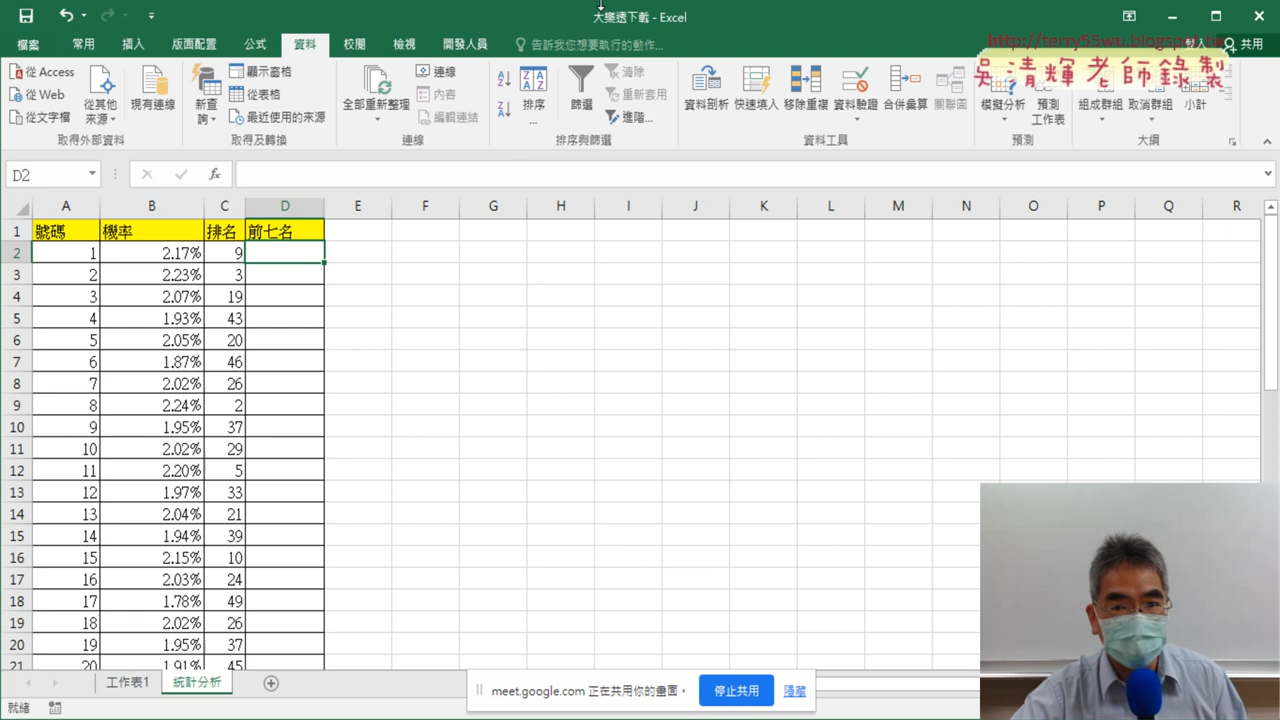 大樂透下載 - Excel
http://terry55wu.blogspot.tw
登入 共用
吳清輝老師錄製
檔案 常用 插入 版面配置 公式 資料 校閱 檢視 開發人員 告訴我您想要執行的動作...
從 Access
從 Web
從文字檔
從其他來源
現有連線
取得外部資料
新查詢
顯示窗格
從表格
最近使用的來源
取得及轉換
全部重新整理
連線
內容
編輯連結
連線
排序...
篩選
清除
重新套用
進階...
排序與篩選
資料剖析 快速填入 移除重複 資料驗證 合併彙算 關聯圖
資料工具
模擬分析 預測工作表
預測
組成群組 取消群組 小計
大綱
D2 fx
A B C D E F G H I J K L M N O P Q R
1 號碼 機率 排名 前七名
2 1 2.17% 9
3 2 2.23% 3
4 3 2.07% 19
5 4 1.93% 43
6 5 2.05% 20
7 6 1.87% 46
8 7 2.02% 26
9 8 2.24% 2
10 9 1.95% 37
11 10 2.02% 29
12 11 2.20% 5
13 12 1.97% 33
14 13 2.04% 21
15 14 1.94% 39
16 15 2.15% 10
17 16 2.03% 24
18 17 1.78% 49
19 18 2.02% 26
20 19 1.95% 37
21 20 1.91% 45
工作表1 統計分析
meet.google.com 正在共用你的畫面。 停止共用 隱藏
就緒